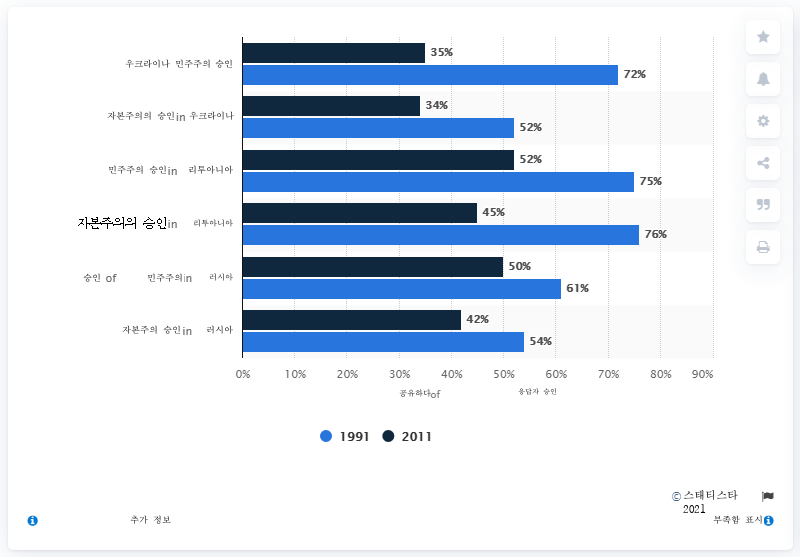 우크라이나 민주주의 승인
35%
72%
자본주의의 승인in 우크라이나
34%
52%
민주주의 승인in 리투아니아
52%
75%
자본주의의 승인in 리투아니아
45%
76%
승인 of 민주주의in 러시아
50%
61%
자본주의 승인in 러시아
42%
54%
0% 10% 20% 30% 40% 50% 60% 70% 80% 90%
공유하다of 응답자 승인
1991 2011
© 스태티스타
2021
추가 정보 부족함 표시